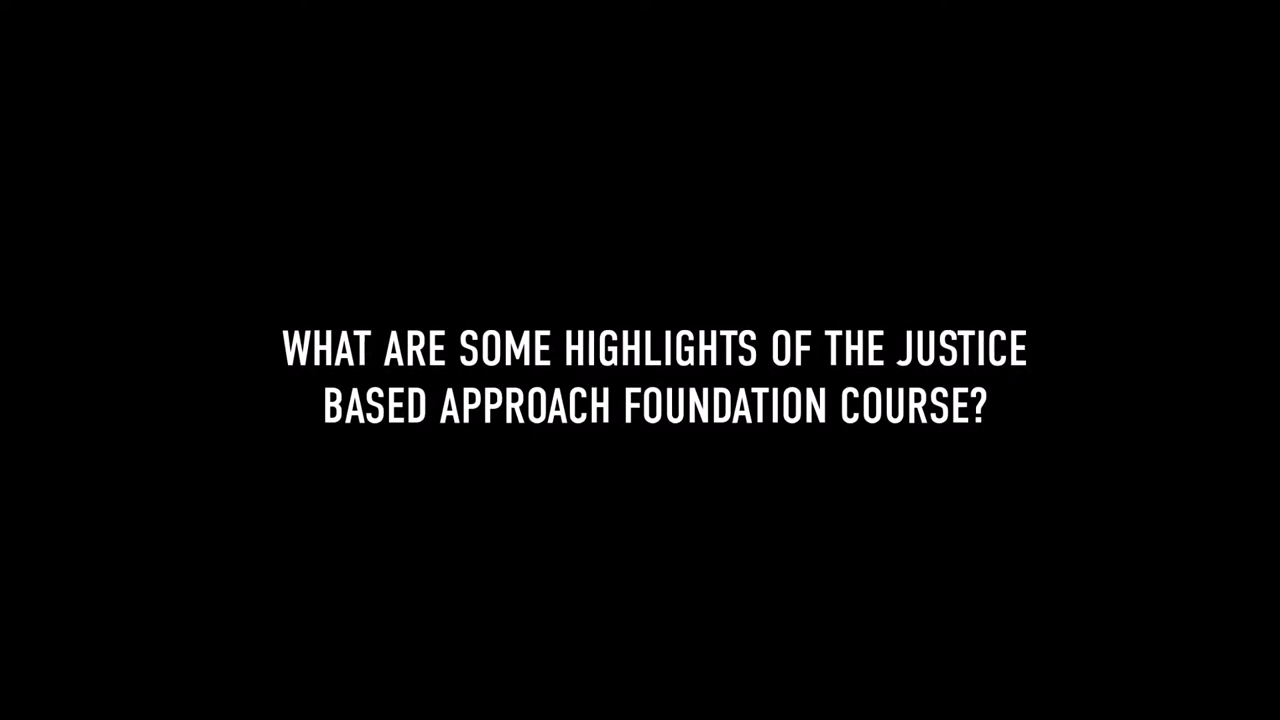 WHAT ARE SOME HIGHLIGHTS OF THE JUSTICE
BASED APPROACH FOUNDATION COURSE?